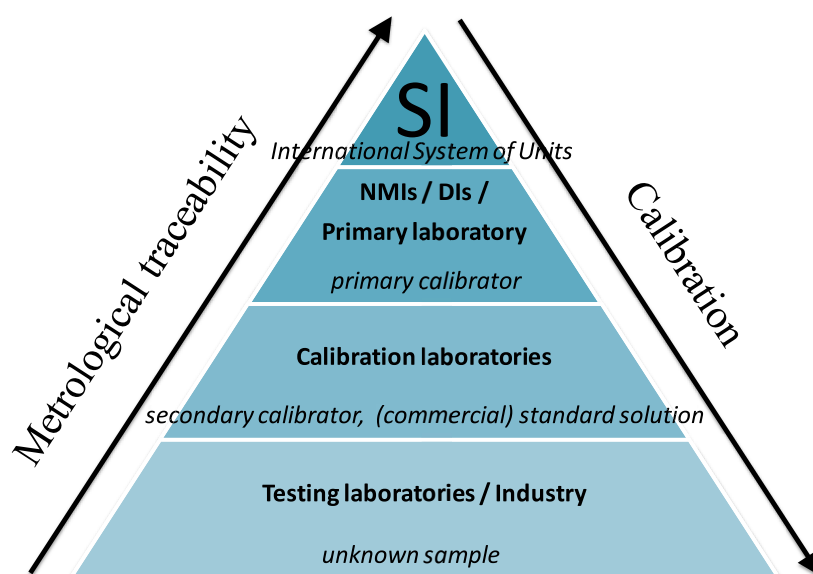 SI
International System of Units
NMIs / DIs /
Primary laboratory
primary calibrator
Calibration laboratories
secondary calibrator, (commercial) standard solution
Testing laboratories / Industry
unknown sample
Metrological traceability
Calibration